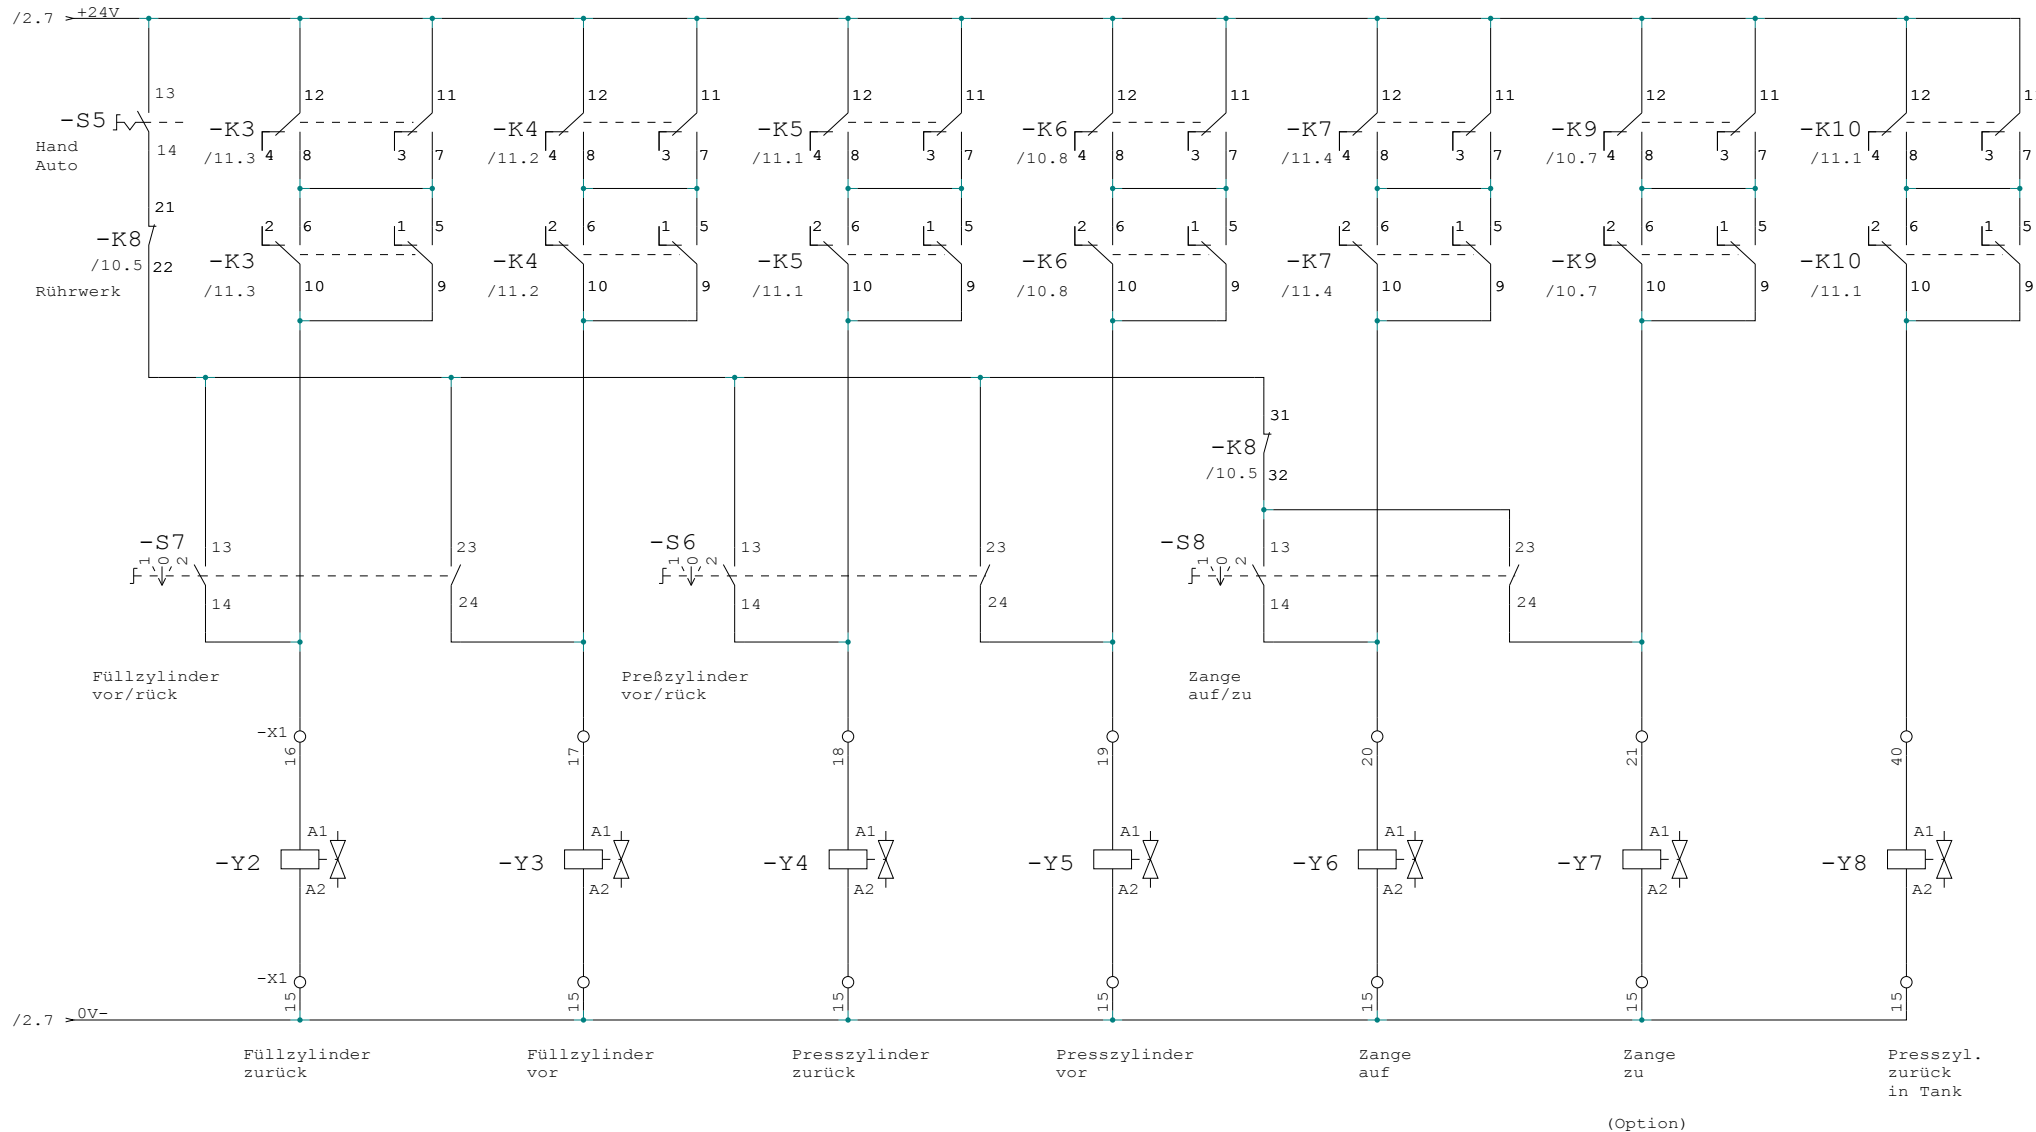 /2.7 +24V
13 12 11 12 11 12 11 12 11 12 11 12 11 12
-S5 -K3 -K4 -K5 -K6 -K7 -K9 -K10
Hand 14 /11.3 4 8 3 7 /11.2 4 8 3 7 /11.1 4 8 3 7 /10.8 4 8 3 7 /11.4 4 8 3 7 /10.7 4 8 3 7 /11.1 4 8 3 7
Auto
21
2 6 1 5 2 6 1 5 2 6 1 5 2 6 1 5 2 6 1 5 2 6 1 5 2 6 1 5
-K8 -K3 -K4 -K5 -K6 -K7 -K9 -K10
/10.5 22
Rührwerk /11.3 10 9 /11.2 10 9 /11.1 10 9 /10.8 10 9 /11.4 10 9 /10.7 10 9 /11.1 10 9
31
-K8
/10.5 32
-S7 1 0 2 13 23 -S6 1 0 2 13 23 -S8 1 0 2 13 23
14 24 14 24 14 24
Füllzylinder Preßzylinder Zange
vor/rück vor/rück auf/zu
-X1
16 17 18 19 20 21 40
A1 A1 A1 A1 A1 A1 A1
-Y2 -Y3 -Y4 -Y5 -Y6 -Y7 -Y8
A2 A2 A2 A2 A2 A2 A2
-X1
15 15 15 15 15 15 15
/2.7 0V-
Füllzylinder Füllzylinder Presszylinder Presszylinder Zange Zange Presszyl.
zurück vor zurück vor auf zu zurück
in Tank
(Option)